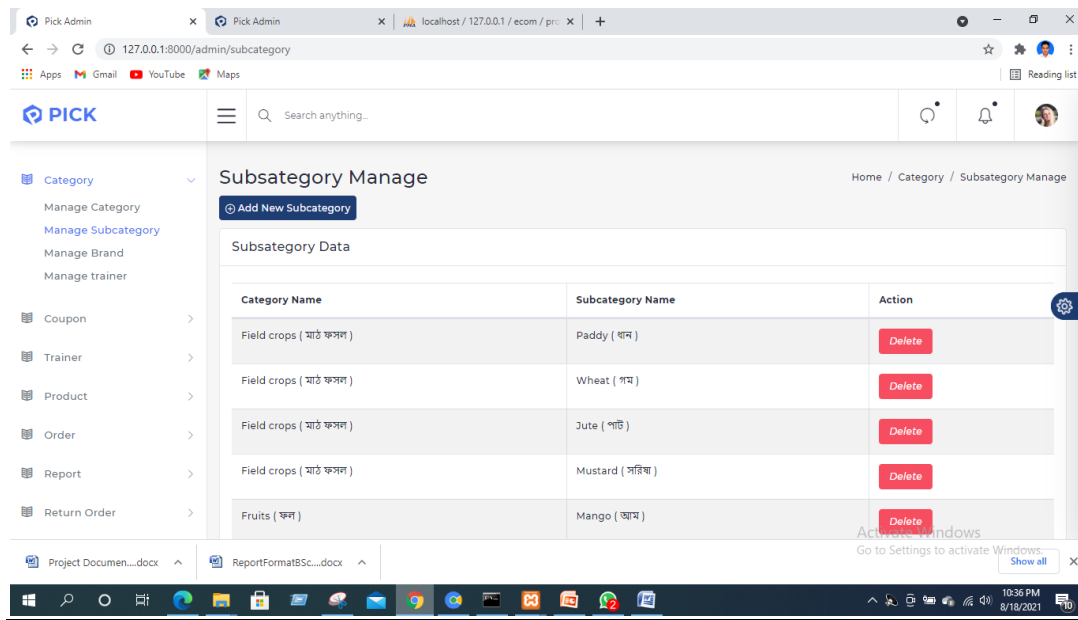 Pick Admin
Pick Admin
localhost / 127.0.0.1 / ecom / pro
127.0.0.1:8000/admin/subcategory
Apps Gmail YouTube Maps
Reading list
PICK
Search anything...
Category
Manage Category
Manage Subcategory
Manage Brand
Manage trainer
Coupon
Trainer
Product
Order
Report
Return Order
Subsategory Manage
Home / Category / Subsategory Manage
Add New Subcategory
Subsategory Data
Category Name Subcategory Name Action
Field crops ( মাঠ ফসল ) Paddy ( ধান ) Delete
Field crops ( মাঠ ফসল ) Wheat ( গম ) Delete
Field crops ( মাঠ ফসল ) Jute ( পাট ) Delete
Field crops ( মাঠ ফসল ) Mustard ( সরিষা ) Delete
Fruits ( ফল ) Mango ( আম ) Delete
Activate Windows
Go to Settings to activate Windows.
Project Documen....docx
ReportFormatBSc....docx
Show all
10:36 PM
8/18/2021